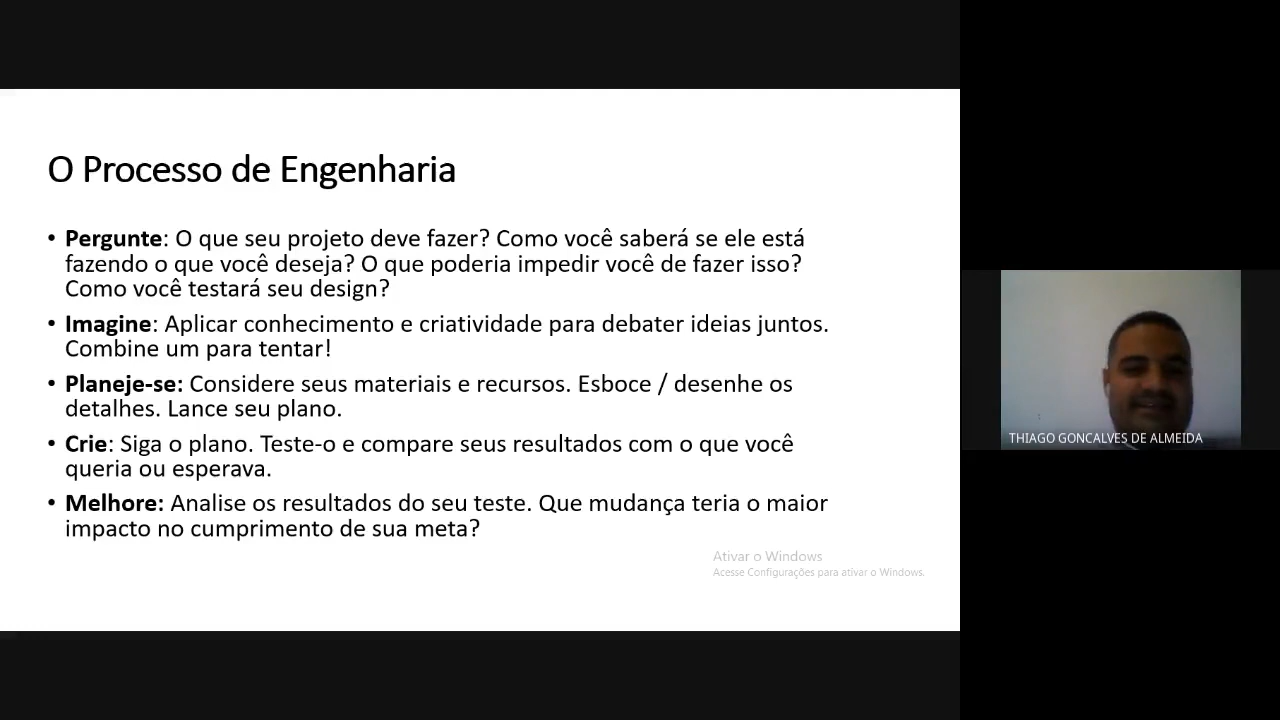 O Processo de Engenharia
• Pergunte: O que seu projeto deve fazer? Como você saberá se ele está
fazendo o que você deseja? O que poderia impedir você de fazer isso?
Como você testará seu design?
• Imagine: Aplicar conhecimento e criatividade para debater ideias juntos.
Combine um para tentar!
• Planeje-se: Considere seus materiais e recursos. Esboce / desenhe os
detalhes. Lance seu plano.
• Crie: Siga o plano. Teste-o e compare seus resultados com o que você
queria ou esperava.
• Melhore: Analise os resultados do seu teste. Que mudança teria o maior
impacto no cumprimento de sua meta?
Ativar o Windows
Acesse Configurações para ativar o Windows.
THIAGO GONCALVES DE ALMEIDA